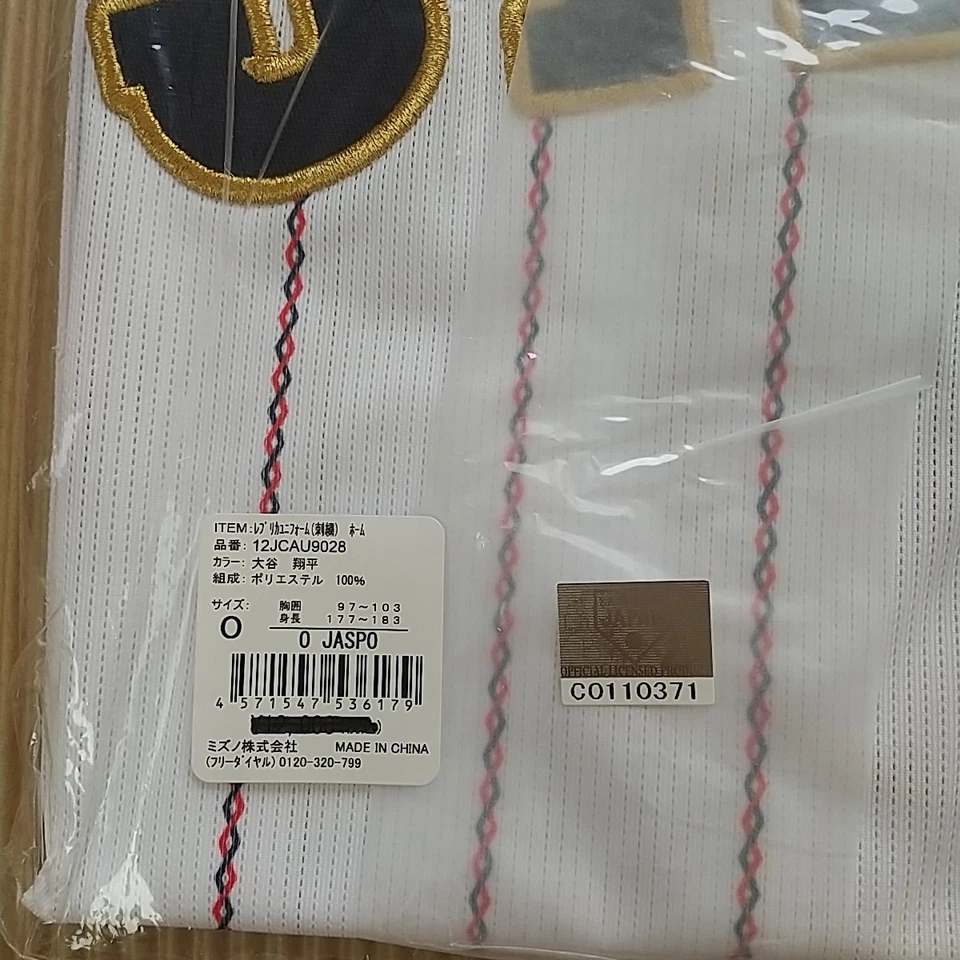 ITEM:ﾚﾌﾟﾘｶﾕﾆﾌｫｰﾑ(刺繍) ﾎｰﾑ
品番: 12JCAU9028
カラー: 大谷 翔平
組成: ポリエステル 100%
サイズ: 胸囲 97～103
O 身長 177～183
O JASPO
4 571547 536179
ミズノ株式会社 MADE IN CHINA
(フリーダイヤル) 0120-320-799
OFFICIAL LICENSED
C0110371